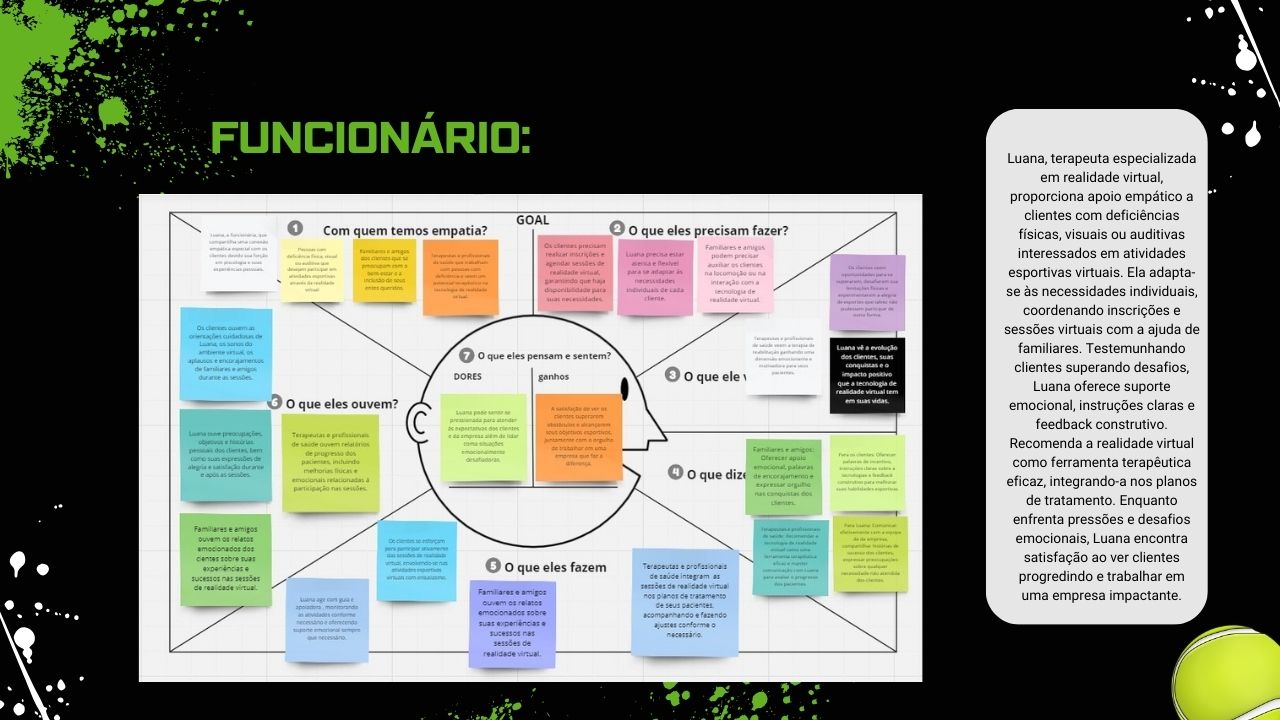 FUNCIONÁRIO:
GOAL
1 Com quem temos empatia?
Luana, a funcionária, que
compartilha uma conexão
empática especial com os
clientes devido sua função
em psicologia e suas
experiências pessoais.
Pessoas com
deficiência física, visual
ou auditiva que
desejam participar em
atividades esportivas
através da realidade
virtual.
Familiares e amigos
dos clientes que se
preocupam com o
bem-estar e a
inclusão de seus
entes queridos.
Terapeutas e profissionais
da saúde que trabalham
com pessoas com
deficiência e veem um
potencial terapêutico na
tecnologia de realidade
virtual.
2 O que eles precisam fazer?
Os clientes precisam
realizar inscrições e
agendar sessões de
realidade virtual,
garantindo que haja
disponibilidade para
suas necessidades.
Luana precisa estar
atenta e flexível
para se adaptar às
necessidades
individuais de cada
cliente.
Familiares e amigos
podem precisar
auxiliar os clientes
na locomoção ou na
interação com a
tecnologia de
realidade virtual.
3 O que ele v
Os clientes veem
oportunidades para se
superarem, desafiarem sua
limitações físicas e
experimentarem a alegria
de esportes que talvez não
pudessem participar de
outra forma.
Terapeutas e profissionais
de saúde veem a terapia de
reabilitação ganhando uma
dimensão emocionante e
motivadora para seus
pacientes.
Luana vê a evolução
dos clientes, suas
conquistas e o
impacto positivo
que a tecnologia de
realidade virtual tem
em suas vidas.
4 O que dize
Familiares e amigos:
Oferecer apoio
emocional, palavras
de encorajamento e
expressar orgulho
nas conquistas dos
clientes.
Para os clientes: Oferecer
palavras de incentivo,
instruções claras sobre a
tecnologia e feedback
construtivo para melhorar
suas habilidades esportivas.
Terapeutas e profissionais
de saúde: recomendar a
tecnologia de realidade
virtual como uma
ferramenta terapêutica
eficaz e manter
comunicação com Luana
para avaliar o progresso
dos pacientes.
Para Luana: Comunicar
efetivamente com a equipe
da empresa,
compartilhar histórias de
sucesso dos clientes,
expressar preocupações
sobre qualquer
necessidade não atendida
dos clientes.
5 O que eles fazem
Os clientes se esforçam
para participar ativamente
das sessões de realidade
virtual, envolvendo-se nas
atividades esportivas
virtuais com entusiasmo.
Luana age com guia e
apoiadora , monitorando
as atividades conforme
necessário e oferecendo
suporte emocional sempre
que necessário.
Familiares e amigos
ouvem os relatos
emocionados sobre
suas experiências e
sucessos nas
sessões de
realidade virtual.
Terapeutas e profissionais
de saúde integram as
sessões de realidade virtual
nos planos de tratamento
de seus pacientes,
acompanhando e fazendo
ajustes conforme o
necessário.
6 O que eles ouvem?
Os clientes ouvem as
orientações cuidadosas de
Luana, os sonos do
ambiente virtual, os
aplausos e encorajamentos
de familiares e amigos
durante as sessões.
Luana ouve preocupações,
objetivos e histórias
pessoais dos clientes, bem
como suas expressões de
alegria e satisfação durante
e após as sessões.
Terapeutas e profissionais
de saúde ouvem relatórios
de progresso dos
pacientes, incluindo
melhorias físicas e
emocionais relacionadas à
participação nas sessões.
Familiares e amigos
ouvem os relatos
emocionados dos
cientes sobre suas
experiências e
sucessos nas sessões
de realidade virtual.
7 O que eles pensam e sentem?
DORES
Luana pode sentir-se
pressionada para atender
às expectativas dos clientes
e da empresa além de lidar
como situações
emocionalmente
desafiadoras.
ganhos
A satisfação de ver os
clientes superarem
obstáculos e alcançarem
seus objetivos esportivos,
juntamente com o orgulho
de trabalhar em uma
empresa que faz a
diferença.
Luana, terapeuta especializada
em realidade virtual,
proporciona apoio empático a
clientes com deficiências
físicas, visuais ou auditivas
interessados em atividades
esportivas virtuais. Ela adapta-
se às necessidades individuais,
coordenando inscrições e
sessões virtuais com a ajuda de
familiares. Testemunhando
clientes superando desafios,
Luana oferece suporte
emocional, instruções claras e
feedback construtivo.
Recomenda a realidade virtual
como ferramenta terapêutica
eficaz, integrando-a nos planos
de tratamento. Enquanto
enfrenta pressões e desafios
emocionais, Luana encontra
satisfação ao ver clientes
progredindo e trabalhar em
uma empresa impactante.